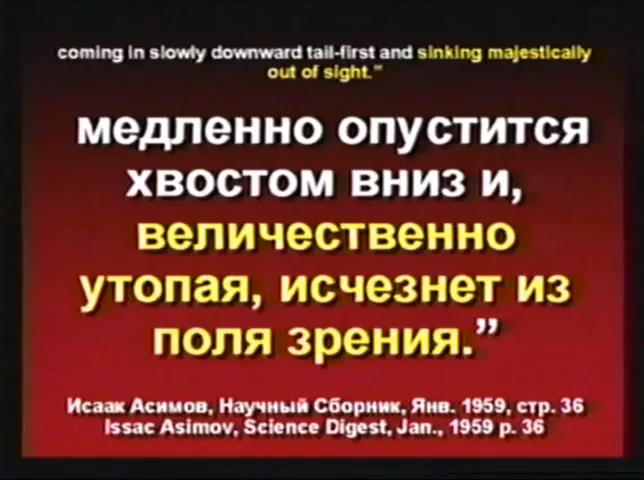 coming in slowly downward tail-first and sinking majestically
out of sight."
медленно опустится
хвостом вниз и,
величественно
утопая, исчезнет из
поля зрения.”
Исаак Асимов, Научный Сборник, Янв. 1959, стр. 36
Issac Asimov, Science Digest, Jan., 1959 p. 36